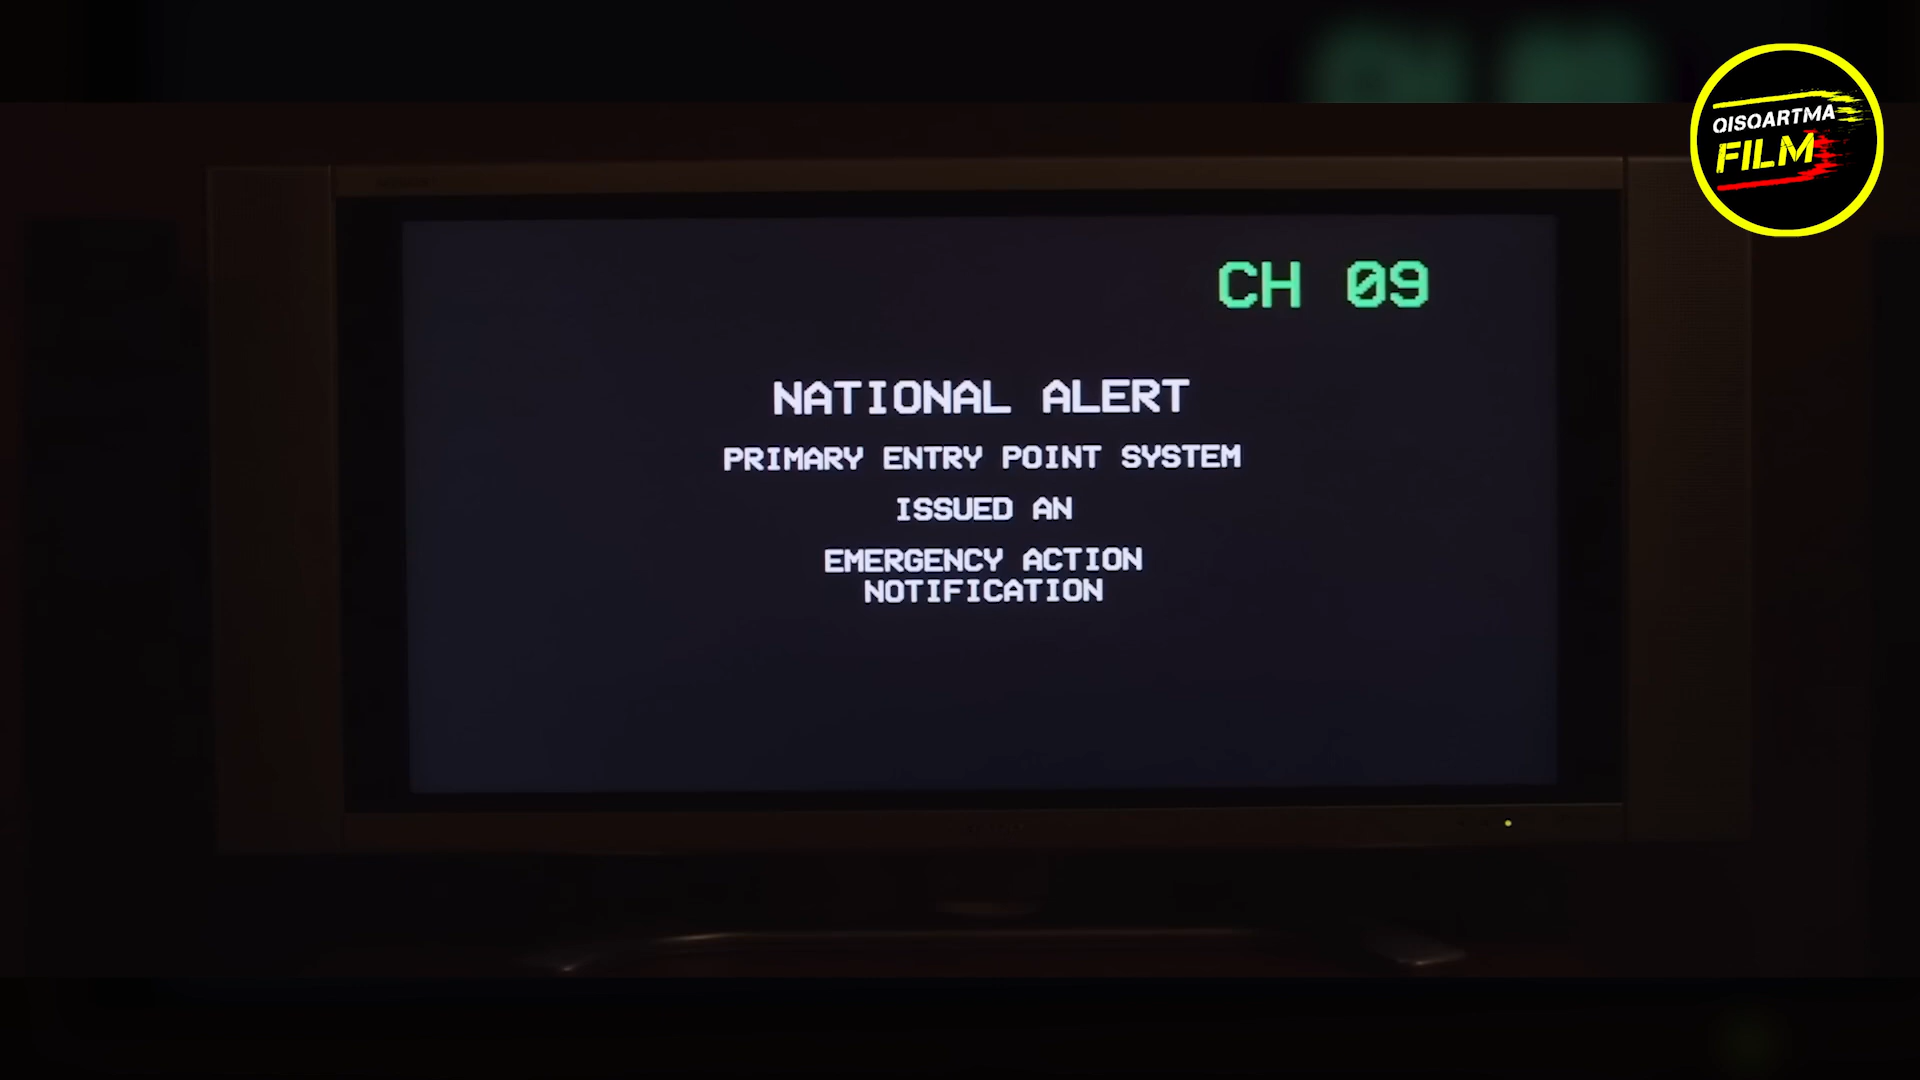 QISQARTMA
FILM
CH 09
NATIONAL ALERT
PRIMARY ENTRY POINT SYSTEM
ISSUED AN
EMERGENCY ACTION
NOTIFICATION